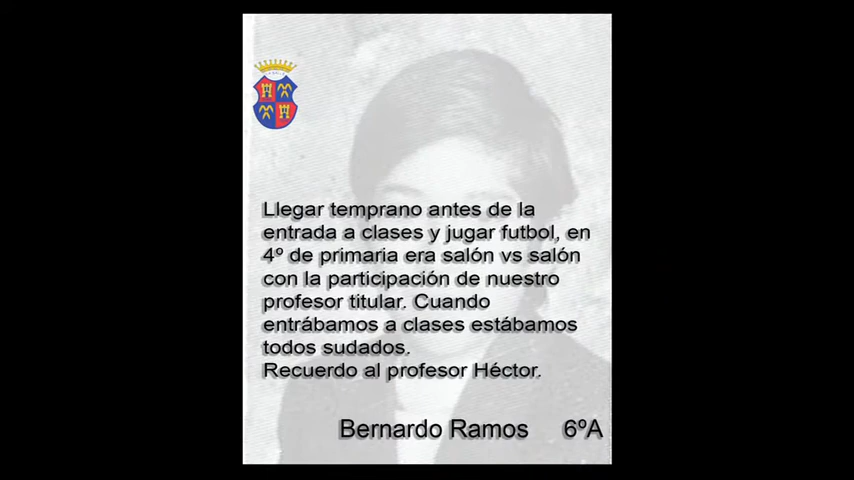 Llegar temprano antes de la
entrada a clases y jugar futbol, en
4º de primaria era salón vs salón
con la participación de nuestro
profesor titular. Cuando
entrábamos a clases estábamos
todos sudados.
Recuerdo al profesor Héctor.
Bernardo Ramos 6ºA